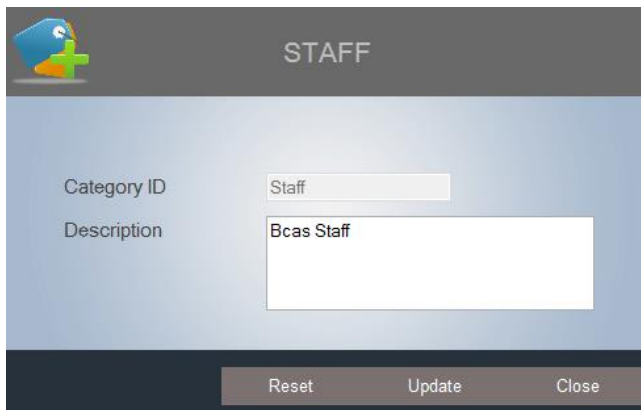 STAFF
Category ID Staff
Description Bcas Staff
Reset Update Close